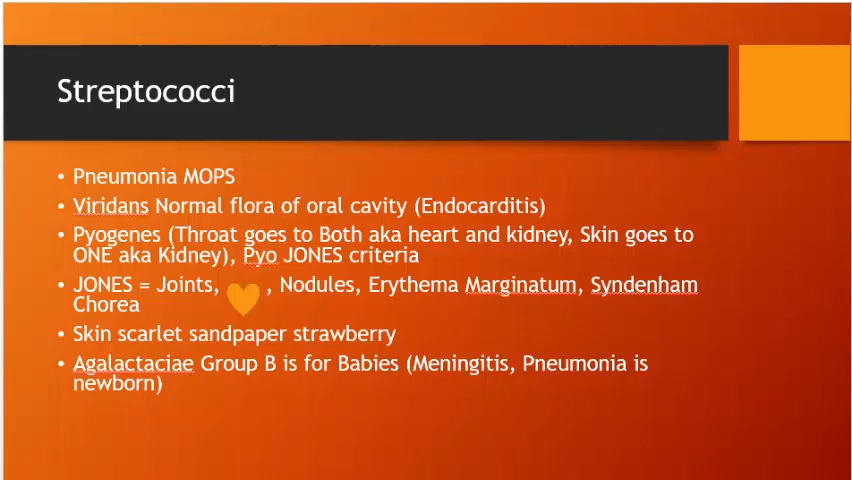 Streptococci
• Pneumonia MOPS
• Viridans Normal flora of oral cavity (Endocarditis)
• Pyogenes (Throat goes to Both aka heart and kidney, Skin goes to
ONE aka Kidney), Pyo JONES criteria
• JONES = Joints, 🧡, Nodules, Erythema Marginatum, Syndenham
Chorea
• Skin scarlet sandpaper strawberry
• Agalactaciae Group B is for Babies (Meningitis, Pneumonia is
newborn)